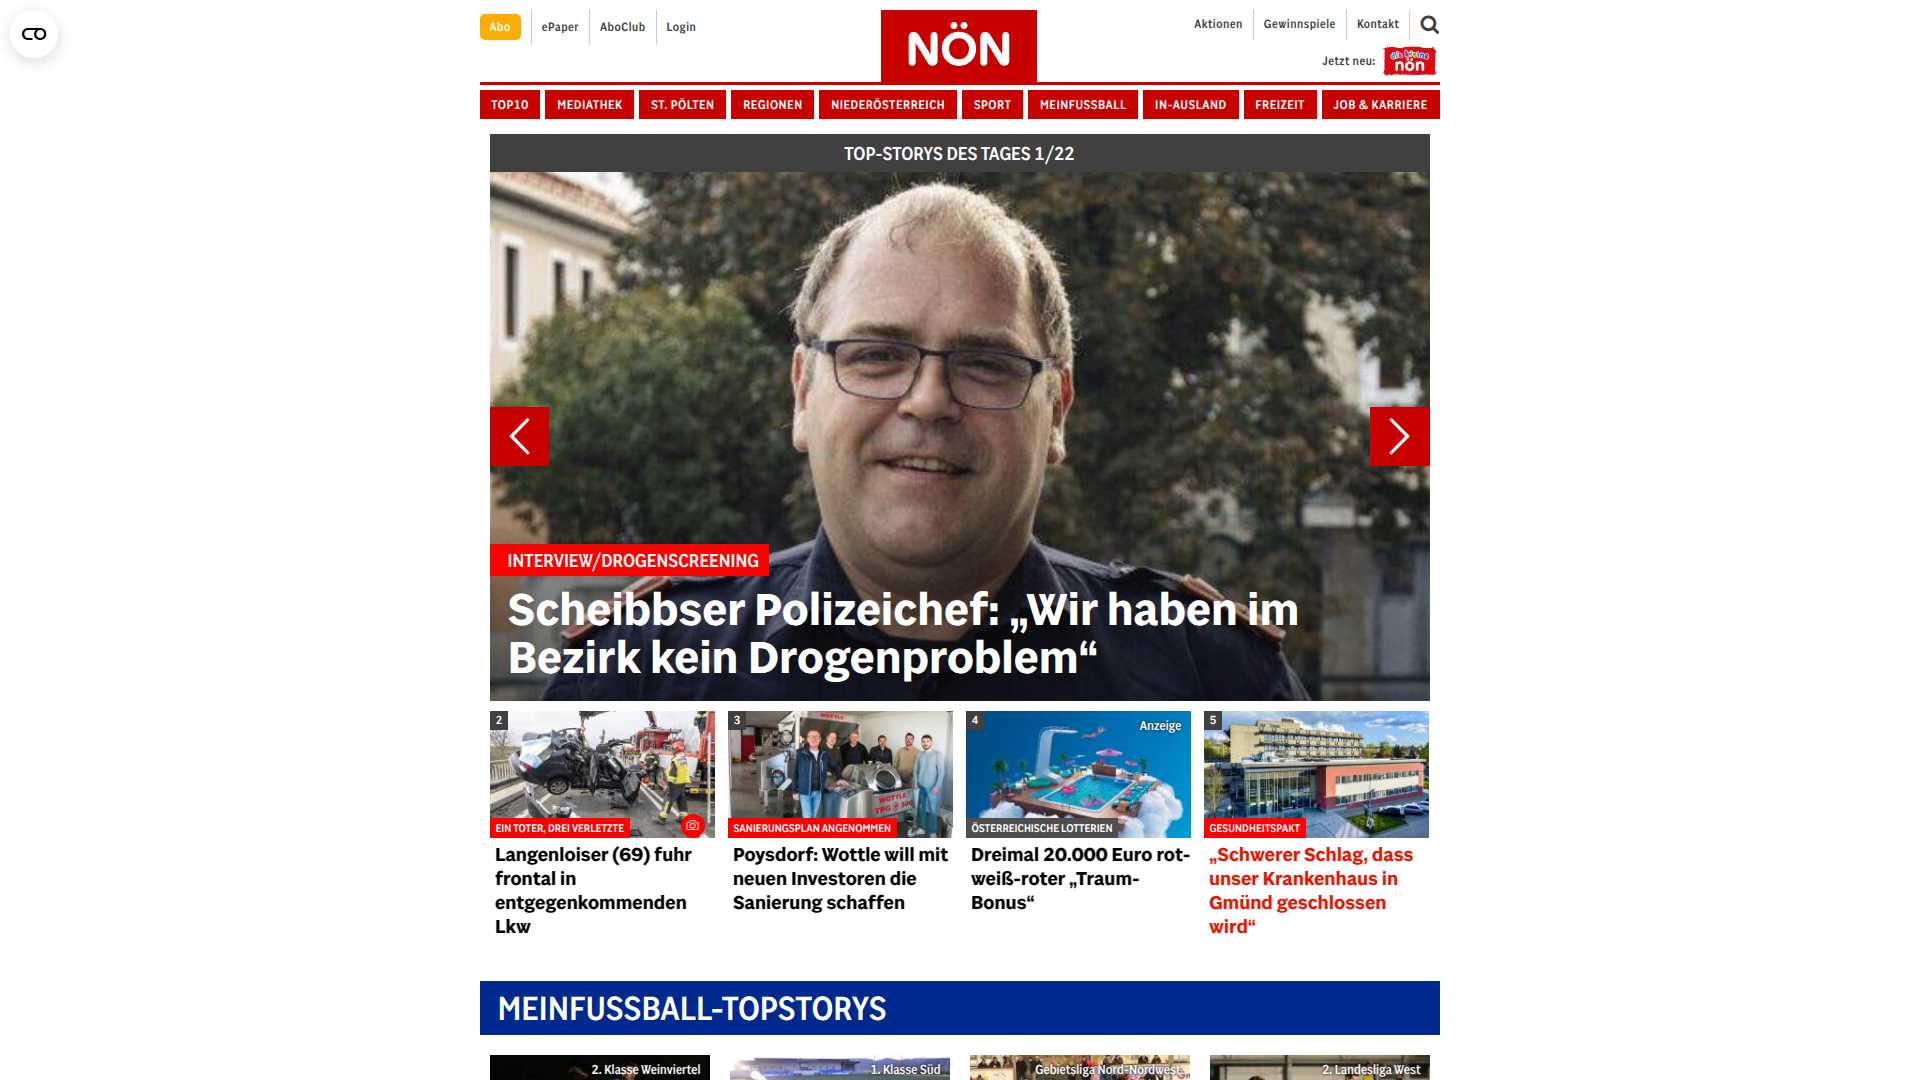 Abo
ePaper
AboClub
Login
NÖN
Aktionen
Gewinnspiele
Kontakt
Jetzt neu:
die kleine
nön
TOP10
MEDIATHEK
ST. PÖLTEN
REGIONEN
NIEDERÖSTERREICH
SPORT
MEINFUSSBALL
IN-AUSLAND
FREIZEIT
JOB & KARRIERE
TOP-STORYS DES TAGES 1/22
INTERVIEW/DROGENSCREENING
Scheibbser Polizeichef: „Wir haben im
Bezirk kein Drogenproblem“
2
EIN TOTER, DREI VERLETZTE
Langenloiser (69) fuhr
frontal in
entgegenkommenden
Lkw
3
WOTTLE
WOTTLE
TPG
SANIERUNGSPLAN ANGENOMMEN
Poysdorf: Wottle will mit
neuen Investoren die
Sanierung schaffen
4
Anzeige
ÖSTERREICHISCHE LOTTERIEN
Dreimal 20.000 Euro rot-
weiß-roter „Traum-
Bonus“
5
GESUNDHEITSPAKT
„Schwerer Schlag, dass
unser Krankenhaus in
Gmünd geschlossen
wird“
MEINFUSSBALL-TOPSTORYS
2. Klasse Weinviertel
1. Klasse Süd
Gebietsliga Nord-Nordwest
2. Landesliga West